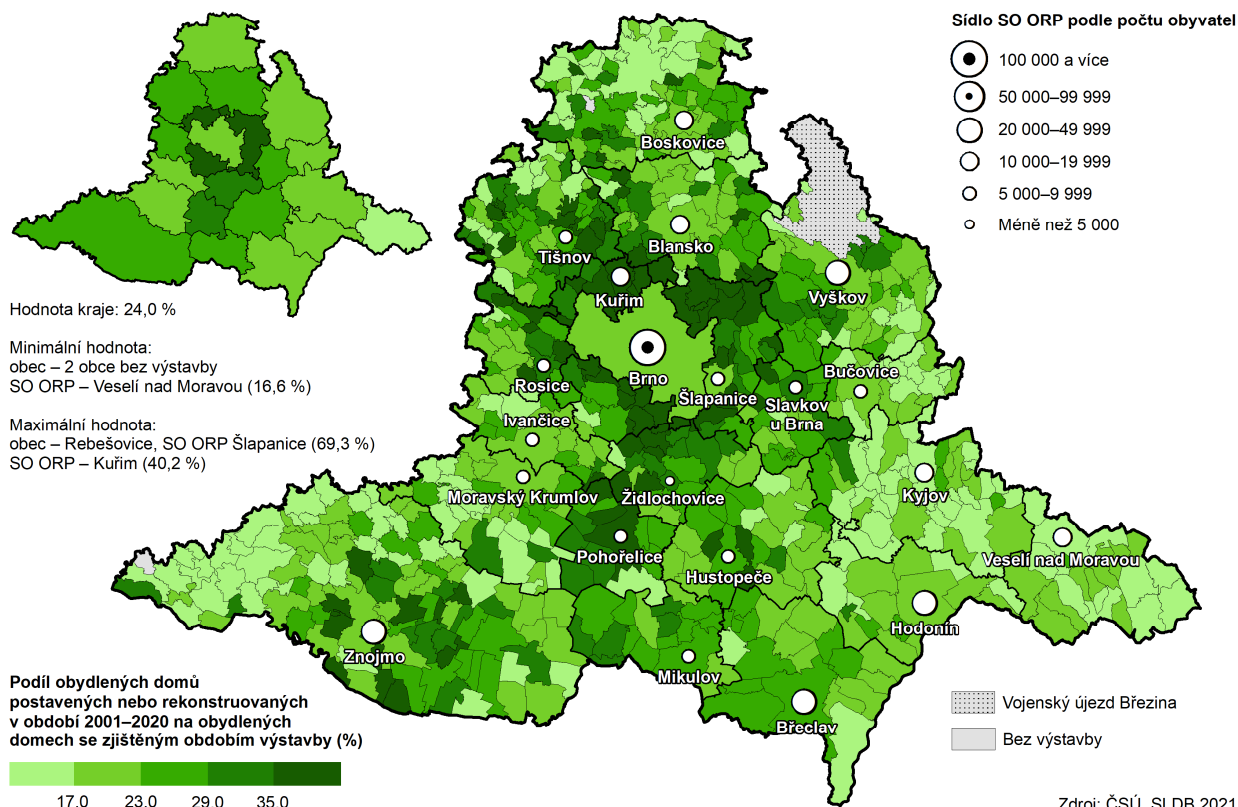 Sídlo SO ORP podle počtu obyvatel
100 000 a více
50 000–99 999
20 000–49 999
10 000–19 999
5 000–9 999
Méně než 5 000
Hodnota kraje: 24,0 %
Minimální hodnota:
obec – 2 obce bez výstavby
SO ORP – Veselí nad Moravou (16,6 %)
Maximální hodnota:
obec – Rebešovice, SO ORP Šlapanice (69,3 %)
SO ORP – Kuřim (40,2 %)
Boskovice
Blansko
Tišnov
Kuřim
Vyškov
Brno
Rosice
Šlapanice
Slavkov
u Brna
Bučovice
Ivančice
Moravský Krumlov
Židlochovice
Kyjov
Pohořelice
Hustopeče
Veselí nad Moravou
Hodonín
Znojmo
Mikulov
Břeclav
Podíl obydlených domů
postavených nebo rekonstruovaných
v období 2001–2020 na obydlených
domech se zjištěným obdobím výstavby (%)
17,0 23,0 29,0 35,0
Vojenský újezd Březina
Bez výstavby
Zdroj: ČSÚ, SLDB 2021